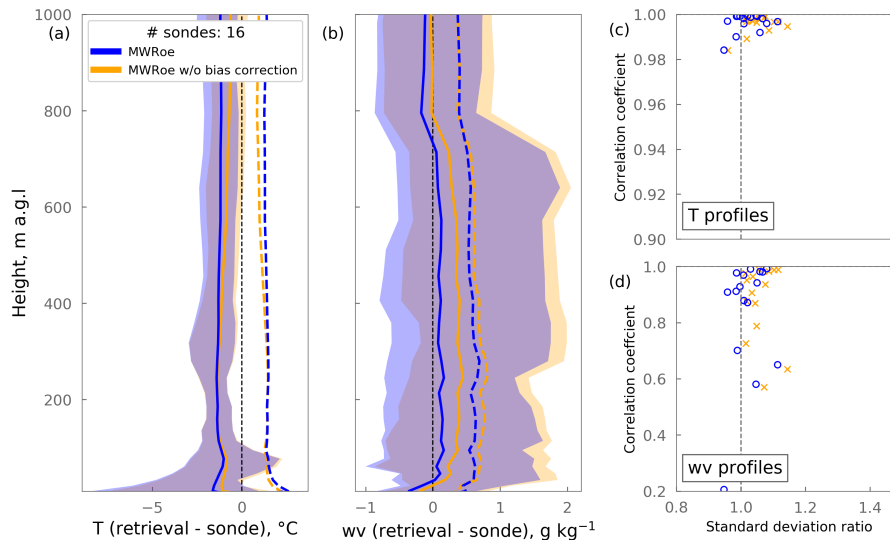 (a)
# sondes: 16
MWRoe
MWRoe w/o bias correction
1000
800
600
400
200
Height, m a.g.l
−5
0
T (retrieval - sonde), °C
(b)
−1
0
1
2
wv (retrieval - sonde), g kg⁻¹
(c)
1.00
0.98
0.96
0.94
0.92
0.90
Correlation coeffcient
T profiles
(d)
1.0
0.8
0.6
0.4
0.2
Correlation coeffcient
wv profiles
0.8
1.0
1.2
1.4
Standard deviation ratio